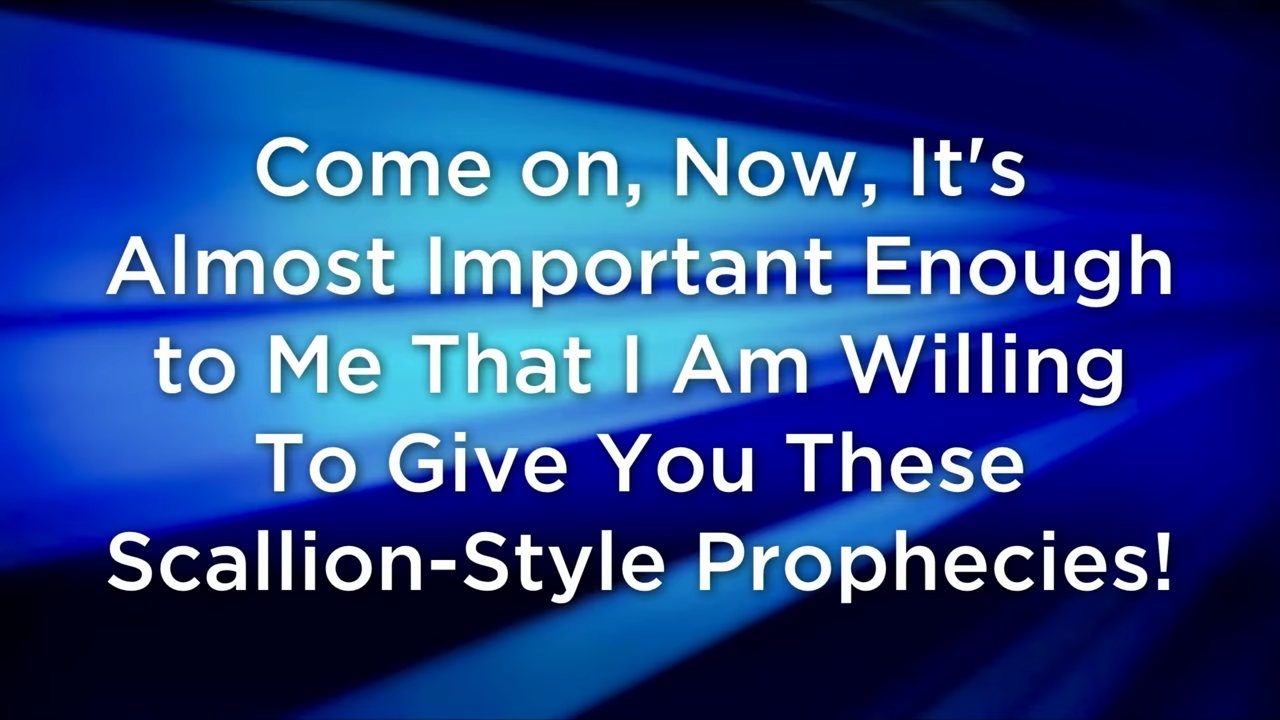 Come on, Now, It's
Almost Important Enough
to Me That I Am Willing
To Give You These
Scallion-Style Prophecies!